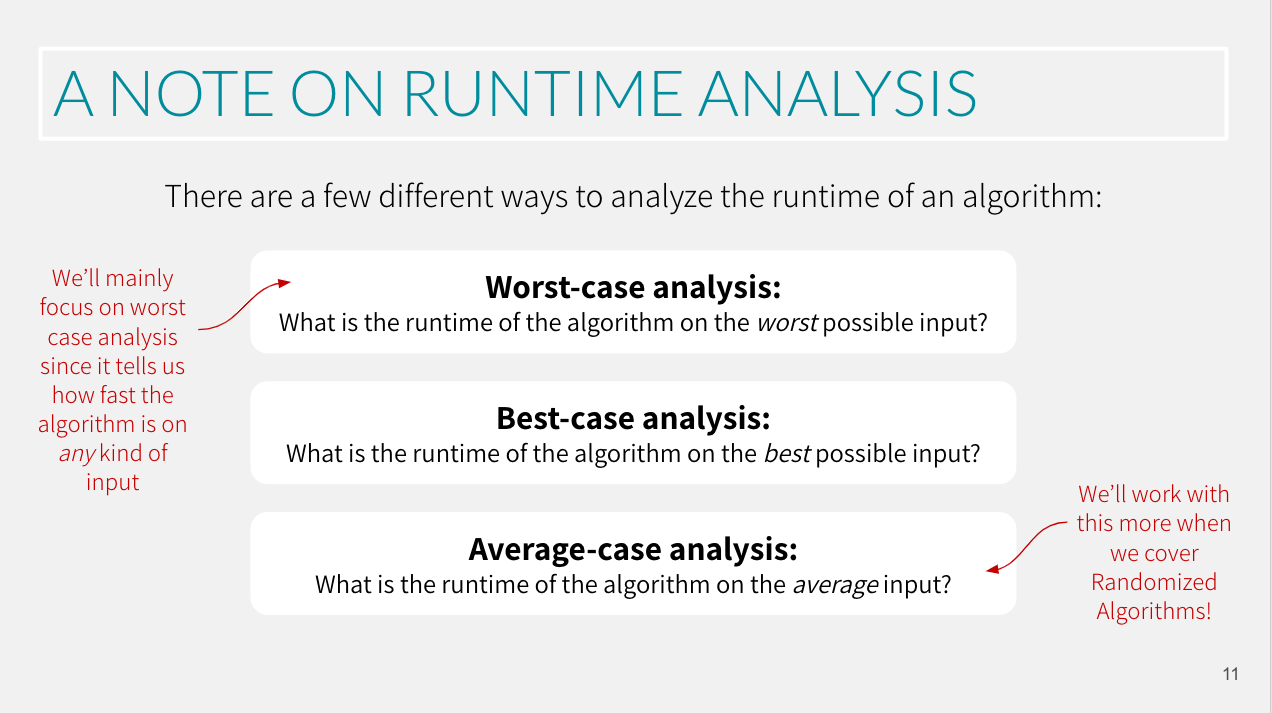 A NOTE ON RUNTIME ANALYSIS
There are a few different ways to analyze the runtime of an algorithm:
We’ll mainly
focus on worst
case analysis
since it tells us
how fast the
algorithm is on
any kind of
input
Worst-case analysis:
What is the runtime of the algorithm on the worst possible input?
Best-case analysis:
What is the runtime of the algorithm on the best possible input?
Average-case analysis:
What is the runtime of the algorithm on the average input?
We’ll work with
this more when
we cover
Randomized
Algorithms!
11